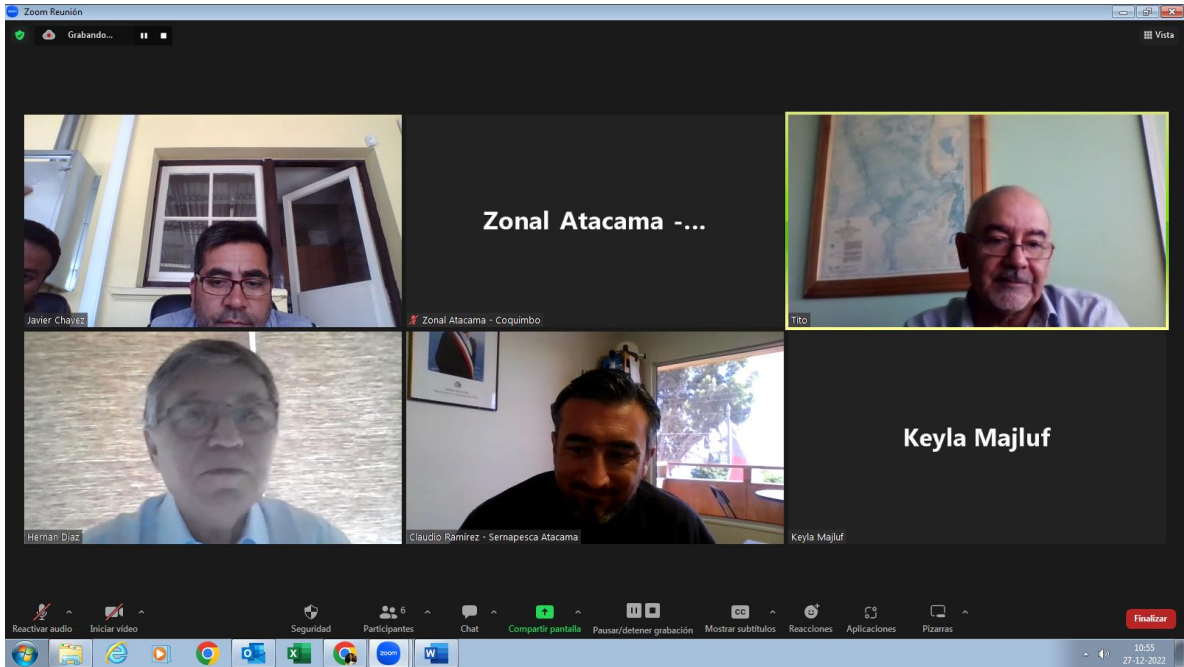 Zoom Reunión
Grabando...
Vista
Zonal Atacama -...
Javier Chavez
Zonal Atacama - Coquimbo
Tito
Keyla Majluf
Hernan Diaz
Claudio Ramírez - Sernapesca Atacama
Keyla Majluf
6
Reactivar audio
Iniciar video
Seguridad
Participantes
Chat
Compartir pantalla
Pausar/detener grabación
CC
Mostrar subtítulos
Reacciones
Aplicaciones
Pizarras
Finalizar
zoom
10:55
27-12-2022